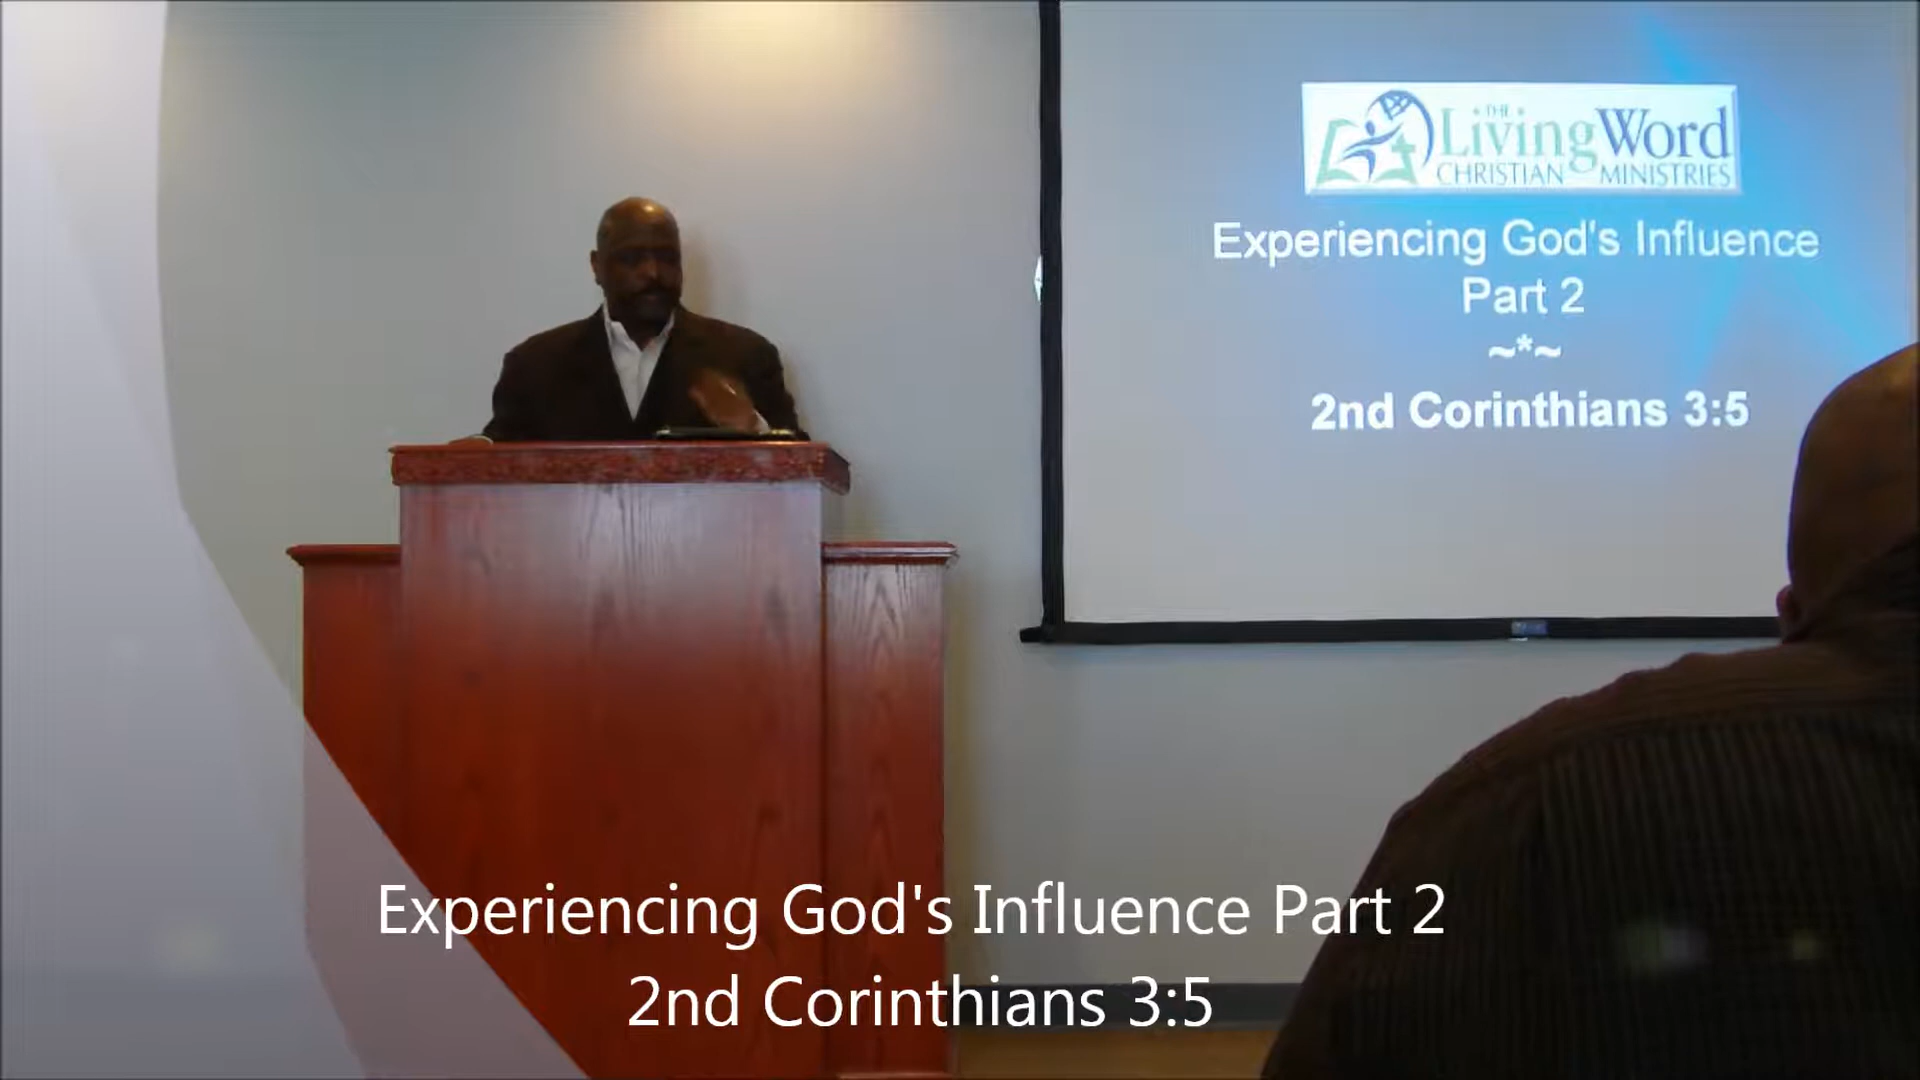 THE
Living Word
CHRISTIAN MINISTRIES
Experiencing God's Influence
Part 2
~*~
2nd Corinthians 3:5
Experiencing God's Influence Part 2
2nd Corinthians 3:5